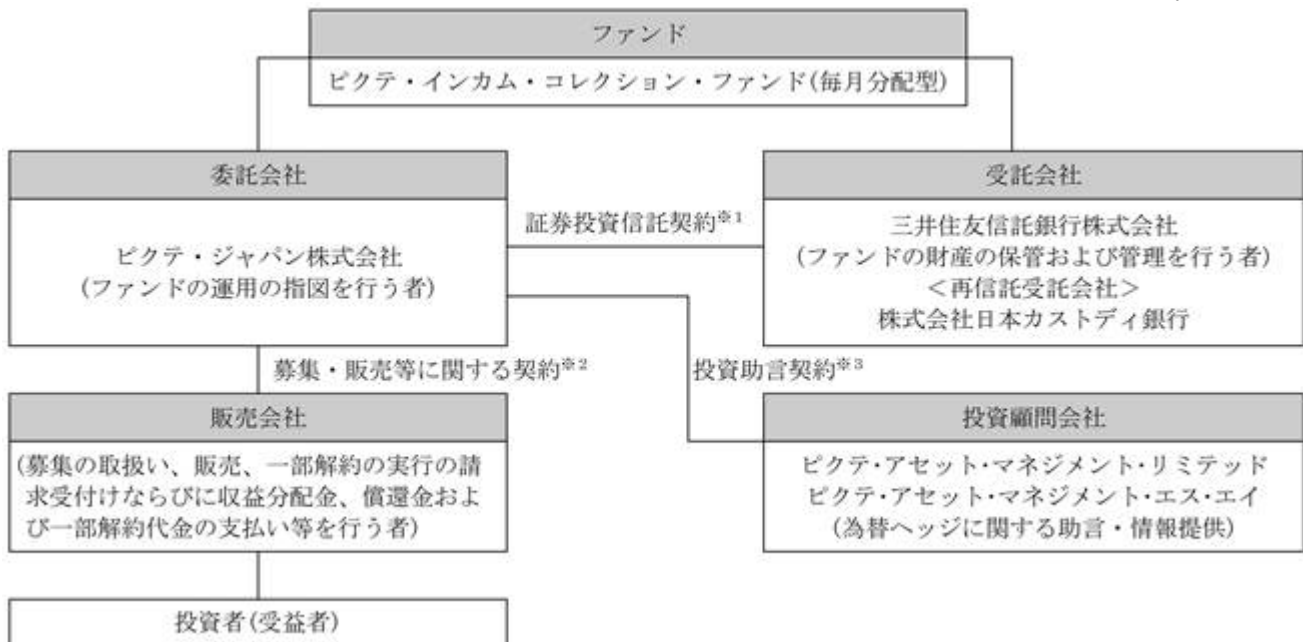 ファンド
ピクテ・インカム・コレクション・ファンド(毎月分配型)
委託会社
ピクテ・ジャパン株式会社
(ファンドの運用の指図を行う者)
証券投資信託契約※1
受託会社
三井住友信託銀行株式会社
(ファンドの財産の保管および管理を行う者)
＜再信託受託会社＞
株式会社日本カストディ銀行
募集・販売等に関する契約※2
投資助言契約※3
販売会社
(募集の取扱い、販売、一部解約の実行の請
求受付けならびに収益分配金、償還金およ
び一部解約代金の支払い等を行う者)
投資顧問会社
ピクテ・アセット・マネジメント・リミテッド
ピクテ・アセット・マネジメント・エス・エイ
(為替ヘッジに関する助言・情報提供)
投資者(受益者)